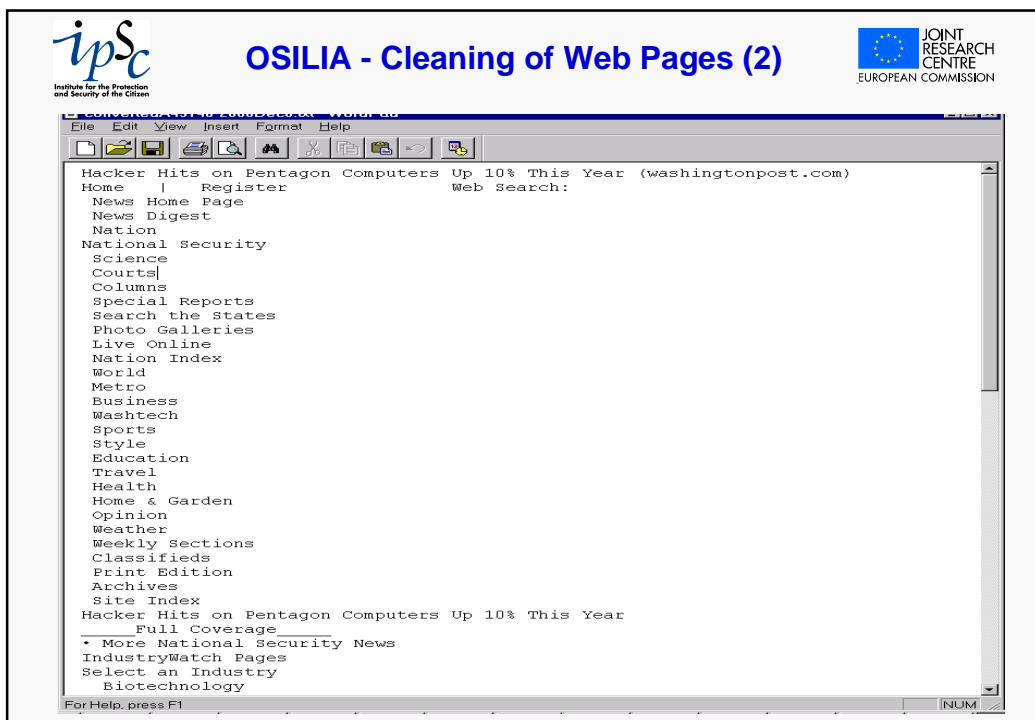 ipsc
Institute for the Protection
and Security of the Citizen
OSILIA - Cleaning of Web Pages (2)
JOINT
RESEARCH
CENTRE
EUROPEAN COMMISSION
File Edit View Insert Format Help
Hacker Hits on Pentagon Computers Up 10% This Year (washingtonpost.com)
Home | Register Web Search:
News Home Page
News Digest
Nation
National Security
Science
Courts
Columns
Special Reports
Search the States
Photo Galleries
Live Online
Nation Index
World
Metro
Business
Washtech
Sports
Style
Education
Travel
Health
Home & Garden
Opinion
Weather
Weekly Sections
Classifieds
Print Edition
Archives
Site Index
Hacker Hits on Pentagon Computers Up 10% This Year
_____Full Coverage_____
• More National Security News
IndustryWatch Pages
Select an Industry
Biotechnology
For Help, press F1 NUM